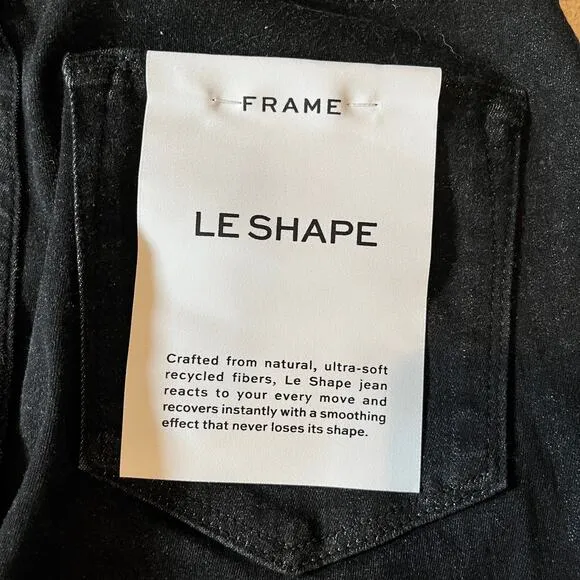 FRAME
LE SHAPE
Crafted from natural, ultra-soft
recycled fibers, Le Shape jean
reacts to your every move and
recovers instantly with a smoothing
effect that never loses its shape.